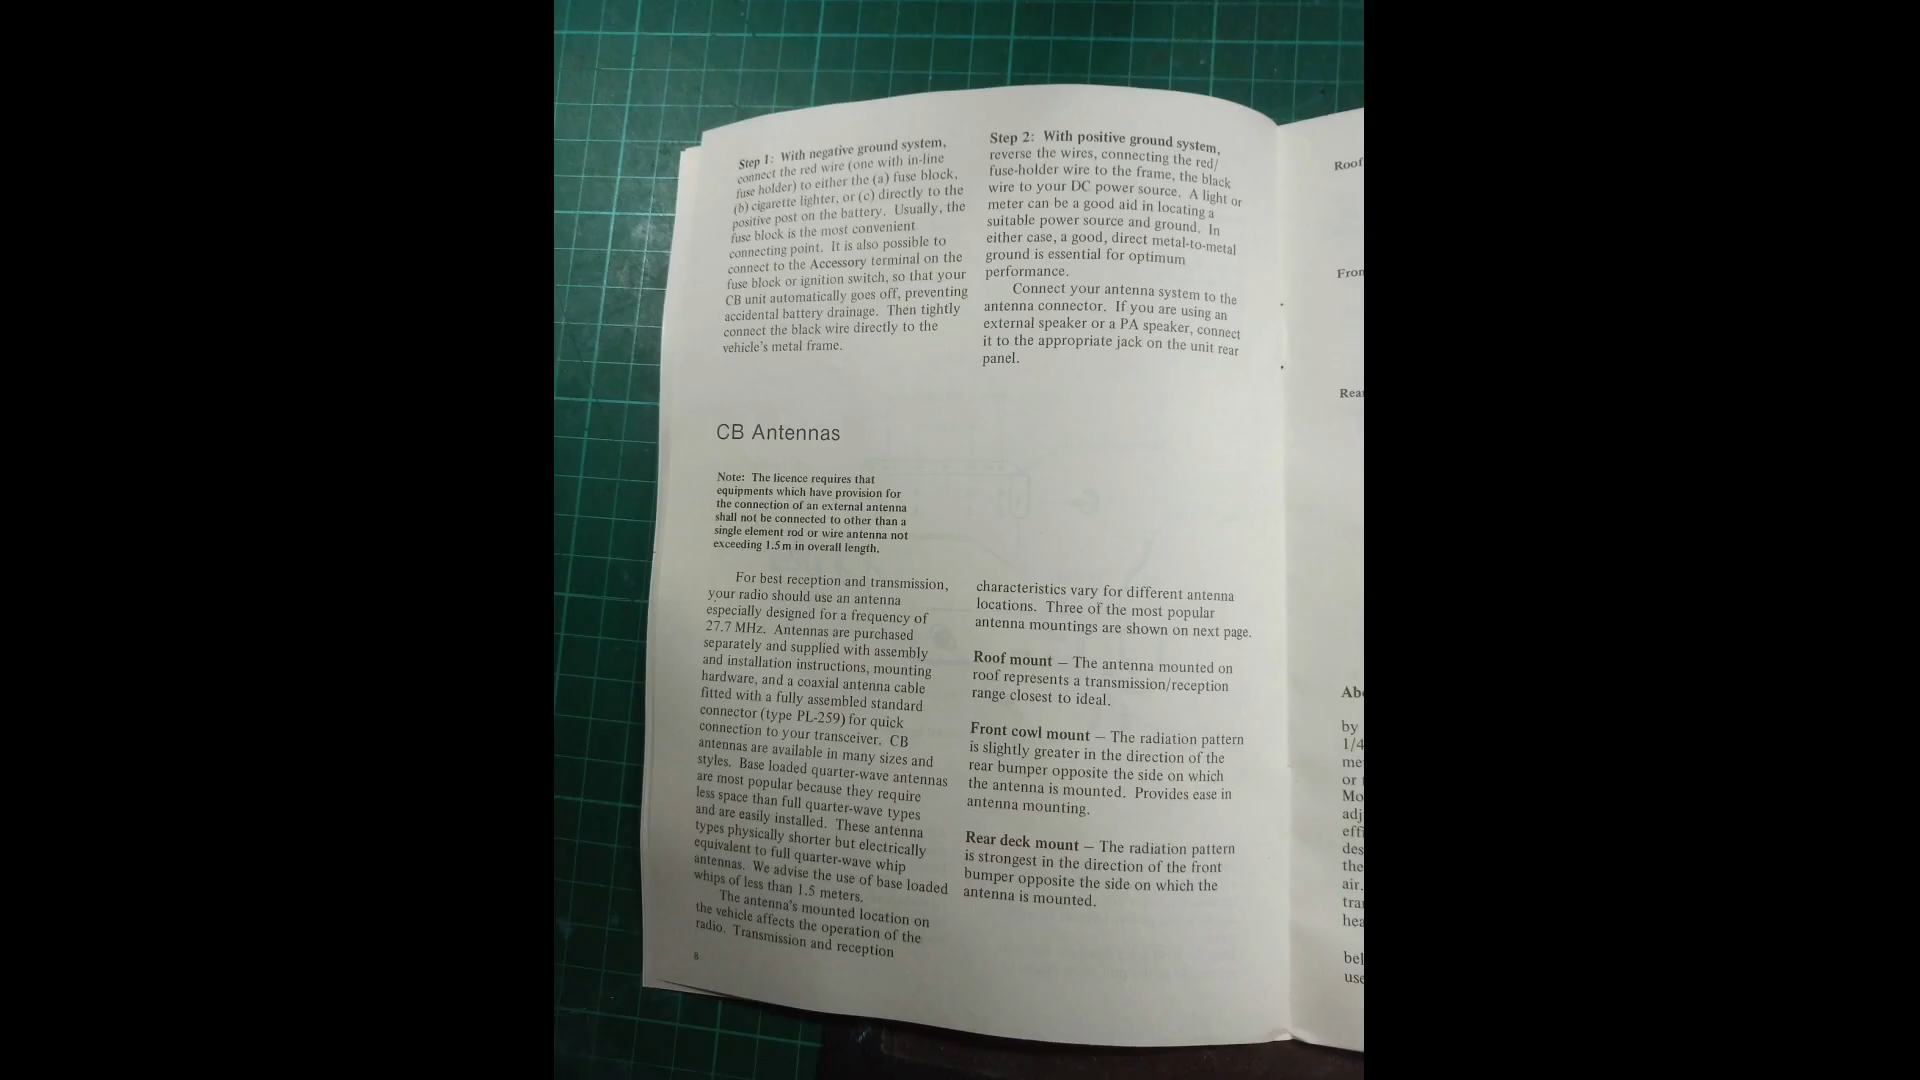 Step 1: With negative ground system,
connect the red wire (one with in-line
fuse holder) to either the (a) fuse block,
(b) cigarette lighter, or (c) directly to the
positive post on the battery. Usually, the
fuse block is the most convenient
connecting point. It is also possible to
connect to the Accessory terminal on the
fuse block or ignition switch, so that your
CB unit automatically goes off, preventing
accidental battery drainage. Then tightly
connect the black wire directly to the
vehicle's metal frame.
Step 2: With positive ground system,
reverse the wires, connecting the red/
fuse-holder wire to the frame, the black
wire to your DC power source. A light or
meter can be a good aid in locating a
suitable power source and ground. In
either case, a good, direct metal-to-metal
ground is essential for optimum
performance.
Connect your antenna system to the
antenna connector. If you are using an
external speaker or a PA speaker, connect
it to the appropriate jack on the unit rear
panel.
CB Antennas
Note: The licence requires that
equipments which have provision for
the connection of an external antenna
shall not be connected to other than a
single element rod or wire antenna not
exceeding 1.5 m in overall length.
For best reception and transmission,
your radio should use an antenna
especially designed for a frequency of
27.7 MHz. Antennas are purchased
separately and supplied with assembly
and installation instructions, mounting
hardware, and a coaxial antenna cable
fitted with a fully assembled standard
connector (type PL-259) for quick
connection to your transceiver. CB
antennas are available in many sizes and
styles. Base loaded quarter-wave antennas
are most popular because they require
less space than full quarter-wave types
and are easily installed. These antenna
types physically shorter but electrically
equivalent to full quarter-wave whip
antennas. We advise the use of base loaded
whips of less than 1.5 meters.
The antenna's mounted location on
the vehicle affects the operation of the
radio. Transmission and reception
characteristics vary for different antenna
locations. Three of the most popular
antenna mountings are shown on next page.
Roof mount — The antenna mounted on
roof represents a transmission/reception
range closest to ideal.
Front cowl mount — The radiation pattern
is slightly greater in the direction of the
rear bumper opposite the side on which
the antenna is mounted. Provides ease in
antenna mounting.
Rear deck mount — The radiation pattern
is strongest in the direction of the front
bumper opposite the side on which the
antenna is mounted.
8
Roof
by
1/4
or
the
air.